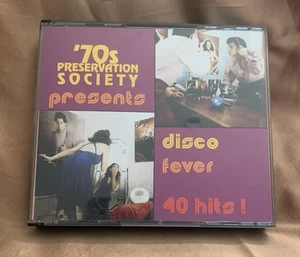 '70s
PRESERVATION
SOCIETY
presents
disco
fever
40 hits!